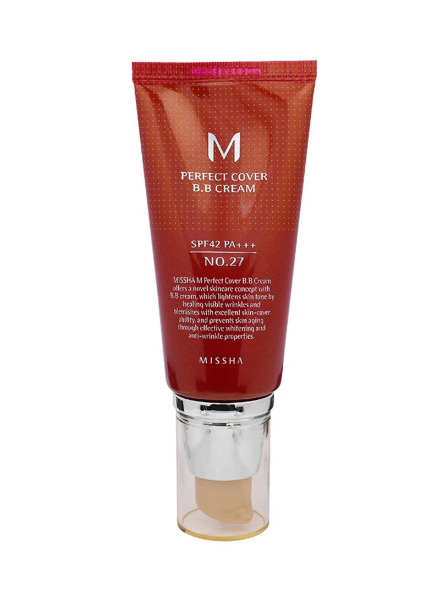 M
PERFECT COVER
B.B CREAM
SPF42 PA+++
NO.27
MISSHA M Perfect Cover B.B Cream
offers a novel skincare concept with
B.B cream, which lightens skin tone by
healing visible wrinkles and
blemishes with excellent skin-cover
ability, and prevents skin aging
through effective whitening and
anti-wrinkle properties.
MISSHA